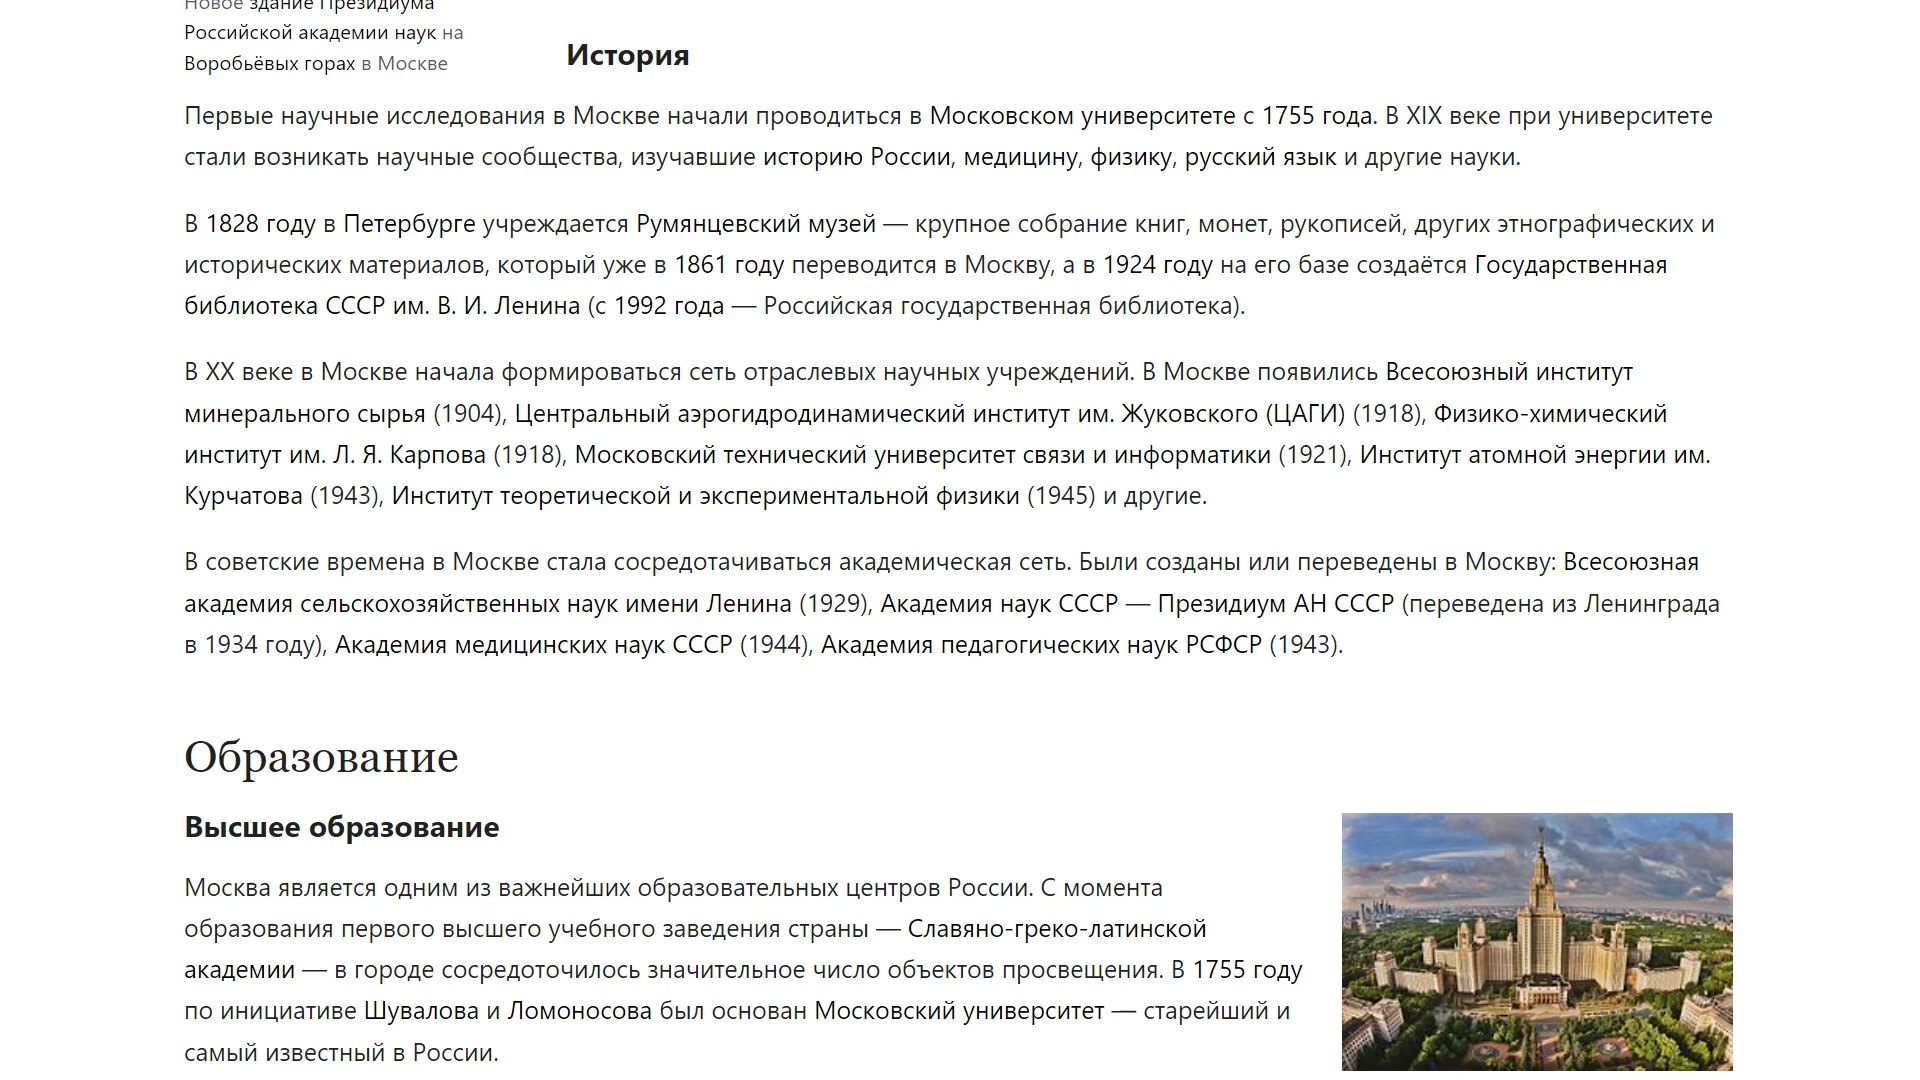 Новое здание Президиума
Российской академии наук на
Воробьёвых горах в Москве
История
Первые научные исследования в Москве начали проводиться в Московском университете с 1755 года. В XIX веке при университете
стали возникать научные сообщества, изучавшие историю России, медицину, физику, русский язык и другие науки.
В 1828 году в Петербурге учреждается Румянцевский музей — крупное собрание книг, монет, рукописей, других этнографических и
исторических материалов, который уже в 1861 году переводится в Москву, а в 1924 году на его базе создаётся Государственная
библиотека СССР им. В. И. Ленина (с 1992 года — Российская государственная библиотека).
В XX веке в Москве начала формироваться сеть отраслевых научных учреждений. В Москве появились Всесоюзный институт
минерального сырья (1904), Центральный аэрогидродинамический институт им. Жуковского (ЦАГИ) (1918), Физико-химический
институт им. Л. Я. Карпова (1918), Московский технический университет связи и информатики (1921), Институт атомной энергии им.
Курчатова (1943), Институт теоретической и экспериментальной физики (1945) и другие.
В советские времена в Москве стала сосредотачиваться академическая сеть. Были созданы или переведены в Москву: Всесоюзная
академия сельскохозяйственных наук имени Ленина (1929), Академия наук СССР — Президиум АН СССР (переведена из Ленинграда
в 1934 году), Академия медицинских наук СССР (1944), Академия педагогических наук РСФСР (1943).
Образование
Высшее образование
Москва является одним из важнейших образовательных центров России. С момента
образования первого высшего учебного заведения страны — Славяно-греко-латинской
академии — в городе сосредоточилось значительное число объектов просвещения. В 1755 году
по инициативе Шувалова и Ломоносова был основан Московский университет — старейший и
самый известный в России.